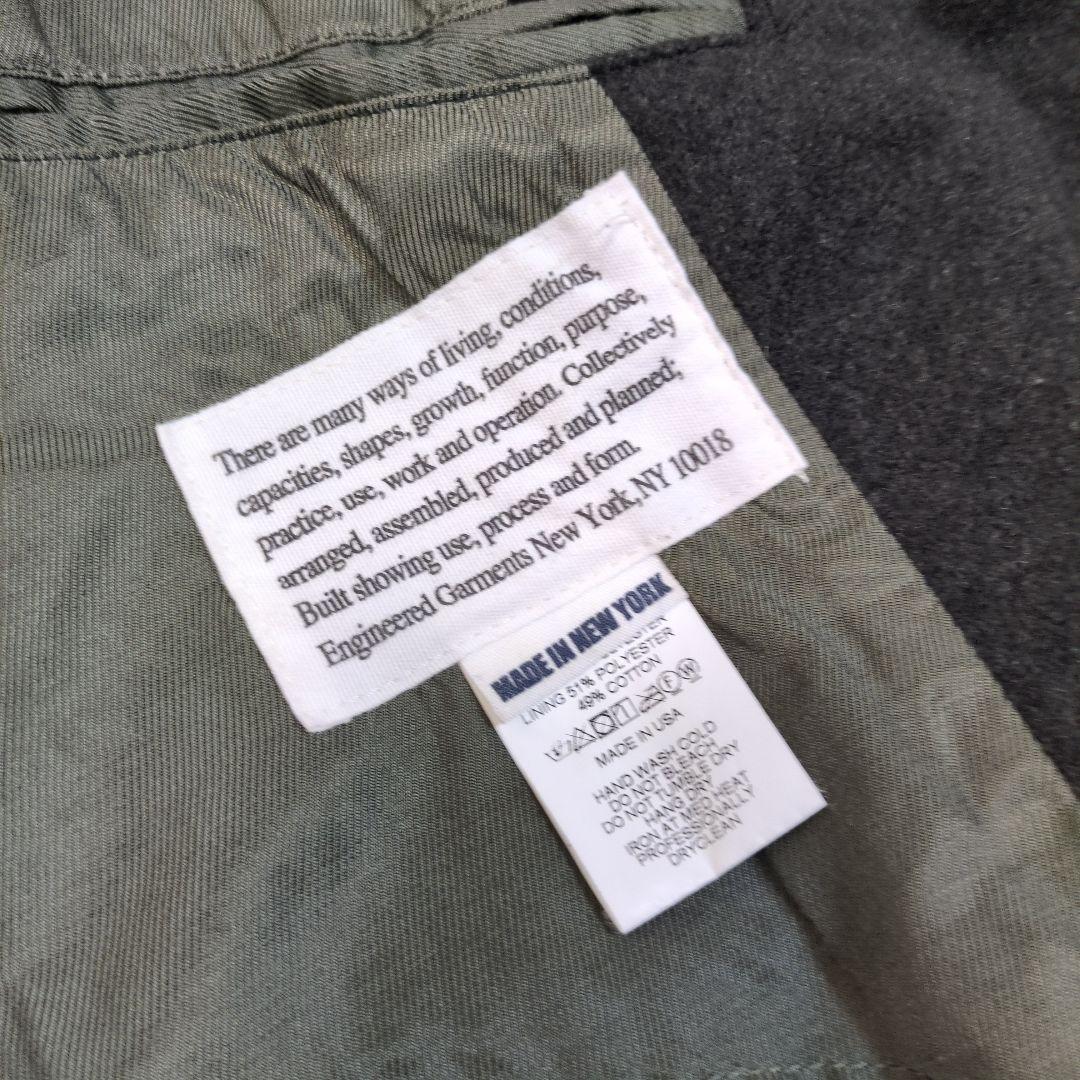 There are many ways of living, conditions,
capacities, shapes, growth, function, purpose,
practice, use, work and operation. Collectively
arranged, assembled, produced and planned;
Built showing use, process and form.
Engineered Garments New York, NY 10018
MADE IN NEW YORK
LINING 51% POLYESTER
49% COTTON
F W
MADE IN USA
HAND WASH COLD
DO NOT BLEACH
DO NOT TUMBLE DRY
HANG DRY
IRON AT MED HEAT
PROFESSIONALLY
DRYCLEAN